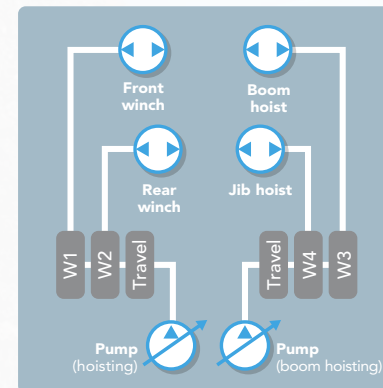 Front
winch
Boom
hoist
Rear
winch
Jib hoist
W1
W2
Travel
Travel
W4
W3
Pump
(hoisting)
Pump
(boom hoisting)